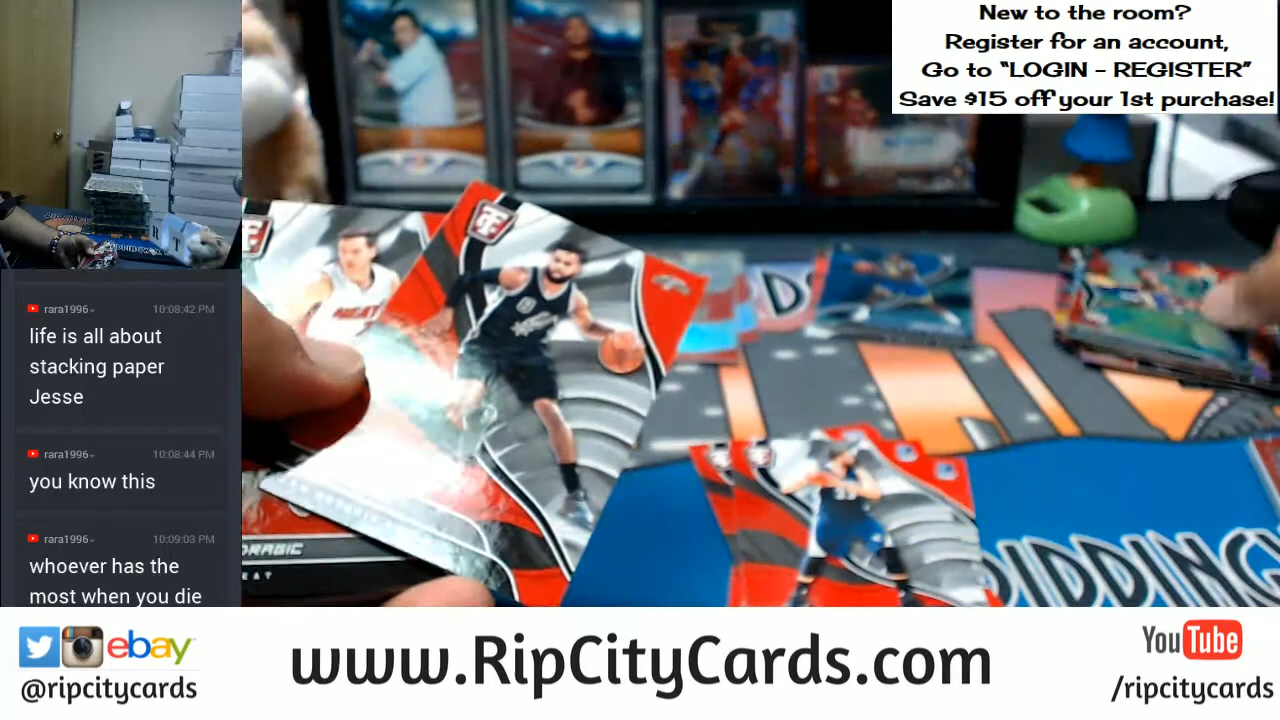 New to the room?
Register for an account,
Go to “LOGIN - REGISTER”
Save $15 off your 1st purchase!
rara1996 10:08:42 PM
life is all about
stacking paper
Jesse
rara1996 10:08:44 PM
you know this
rara1996 10:09:03 PM
whoever has the
most when you die
DRAGIC
HEAT
ebay
@ripcitycards
www.RipCityCards.com
YouTube
/ripcitycards